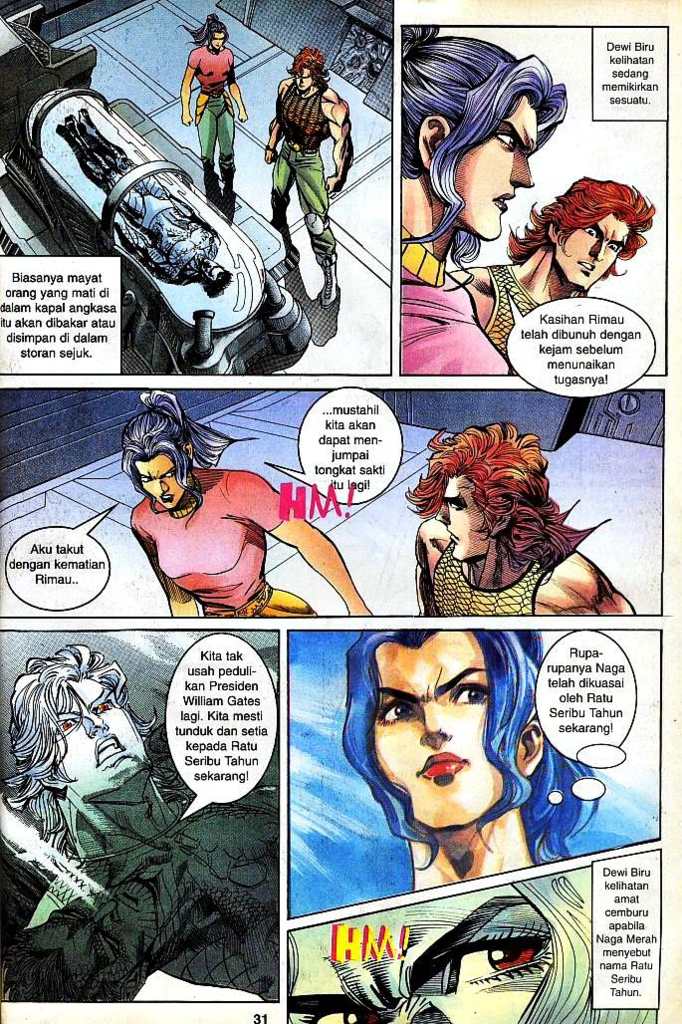 Biasanya mayat
orang yang mati di
dalam kapal angkasa
itu akan dibakar atau
disimpan di dalam
storan sejuk.
Dewi Biru
kelihatan
sedang
memikirkan
sesuatu.
Kasihan Rimau
telah dibunuh dengan
kejam sebelum
menunaikan
tugasnya!
Aku takut
dengan kematian
Rimau..
...mustahil
kita akan
dapat men-
jumpai
tongkat sakti
itu lagi!
HM!
Kita tak
usah peduli-
kan Presiden
William Gates
lagi. Kita mesti
tunduk dan setia
kepada Ratu
Seribu Tahun
sekarang!
Rupa-
rupanya Naga
telah dikuasai
oleh Ratu
Seribu Tahun
sekarang!
Dewi Biru
kelihatan
amat
cemburu
apabila
Naga Merah
menyebut
nama Ratu
Seribu
Tahun.
HM!
31